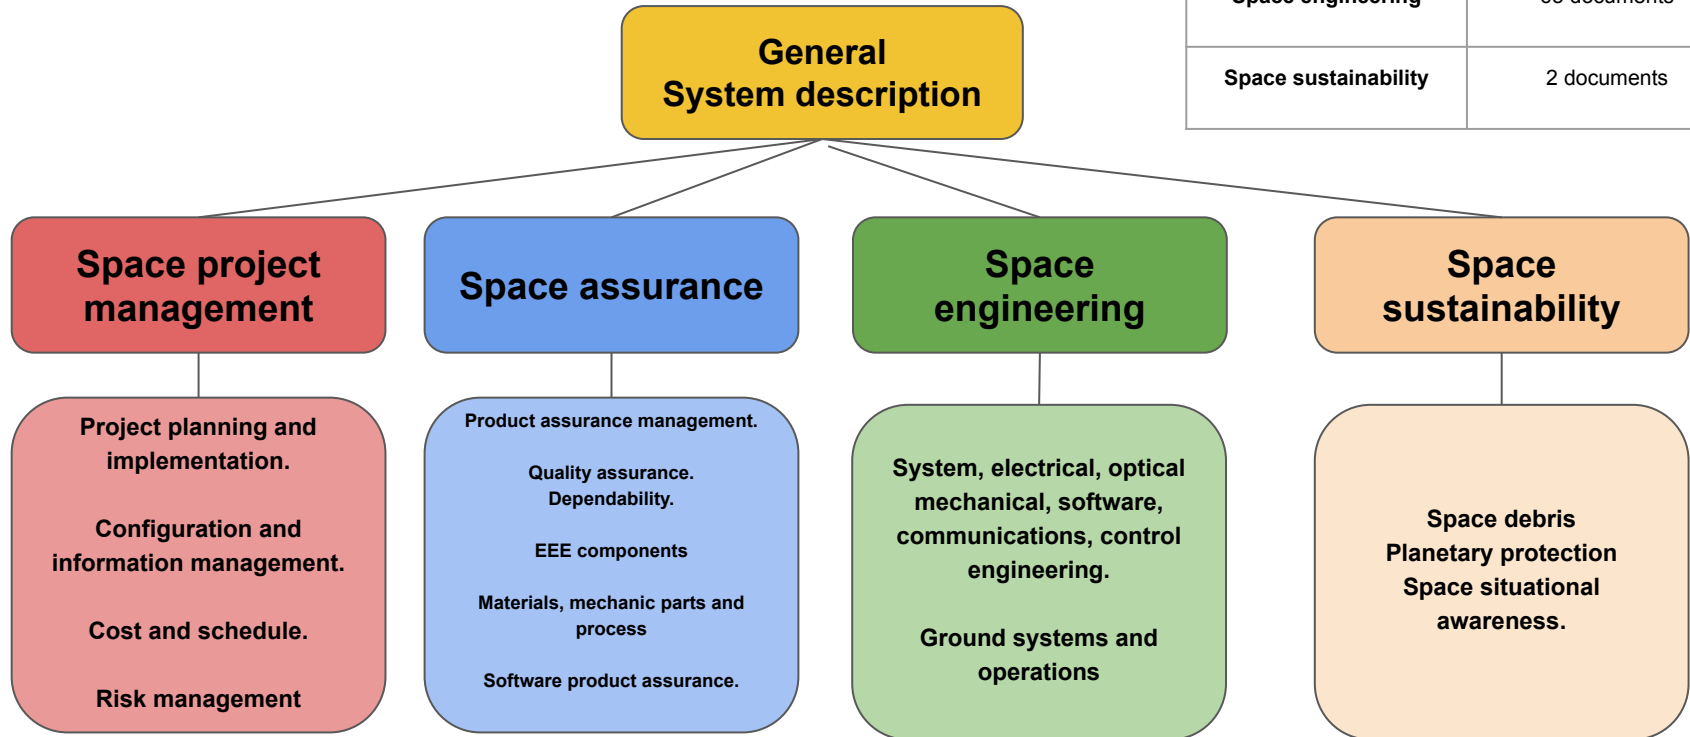 General
System description
Space engineering
documents
Space sustainability
2 documents
Space project
management
Space assurance
Space
engineering
Space
sustainability
Project planning and
implementation.
Configuration and
information management.
Cost and schedule.
Risk management
Product assurance management.
Quality assurance.
Dependability.
EEE components
Materials, mechanic parts and
process
Software product assurance.
System, electrical, optical
mechanical, software,
communications, control
engineering.
Ground systems and
operations
Space debris
Planetary protection
Space situational
awareness.